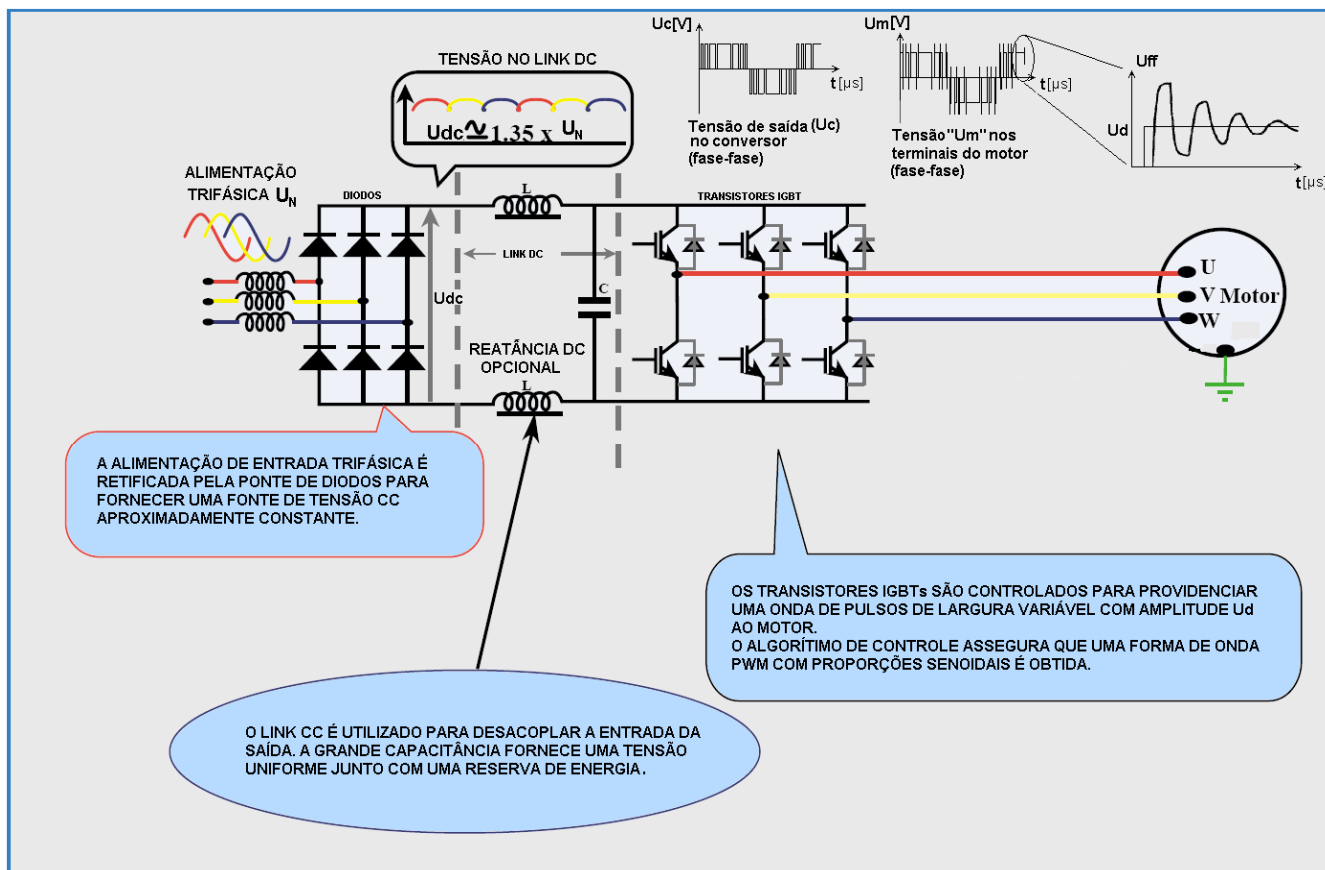 TENSÃO NO LINK DC
Udc ≃ 1.35 x UN
Uc[V]
t[µs]
Tensão de saída (Uc)
no conversor
(fase-fase)
Um[V]
t[µs]
Tensão "Um" nos
terminais do motor
(fase-fase)
Uff
Ud
t[µs]
ALIMENTAÇÃO
TRIFÁSICA UN
DIODOS
L
TRANSISTORES IGBT
LINK DC
Udc
C
REATÂNCIA DC
OPCIONAL
L
U
V Motor
W
A ALIMENTAÇÃO DE ENTRADA TRIFÁSICA É
RETIFICADA PELA PONTE DE DIODOS PARA
FORNECER UMA FONTE DE TENSÃO CC
APROXIMADAMENTE CONSTANTE.
OS TRANSISTORES IGBTs SÃO CONTROLADOS PARA PROVIDENCIAR
UMA ONDA DE PULSOS DE LARGURA VARIÁVEL COM AMPLITUDE Ud
AO MOTOR.
O ALGORÍTIMO DE CONTROLE ASSEGURA QUE UMA FORMA DE ONDA
PWM COM PROPORÇÕES SENOIDAIS É OBTIDA.
O LINK CC É UTILIZADO PARA DESACOPLAR A ENTRADA DA
SAÍDA. A GRANDE CAPACITÂNCIA FORNECE UMA TENSÃO
UNIFORME JUNTO COM UMA RESERVA DE ENERGIA.